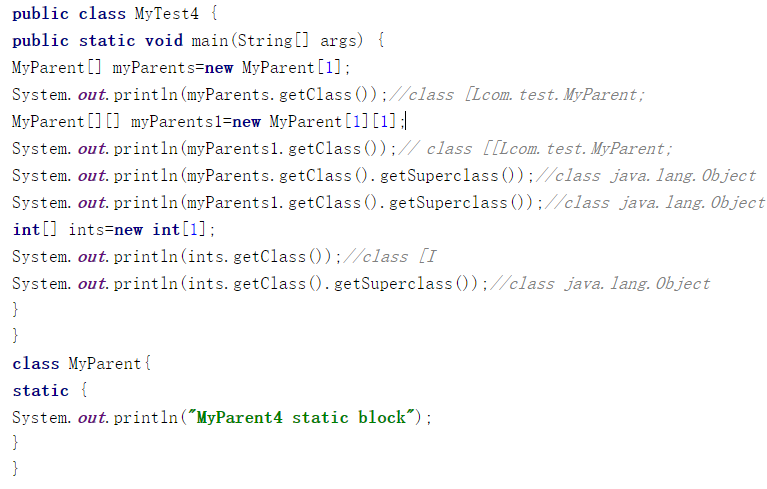 public class MyTest4 {
public static void main(String[] args) {
MyParent[] myParents=new MyParent[1];
System.out.println(myParents.getClass());//class [Lcom.test.MyParent;
MyParent[][] myParents1=new MyParent[1][1];
System.out.println(myParents1.getClass());// class [[Lcom.test.MyParent;
System.out.println(myParents.getClass().getSuperclass());//class java.lang.Object
System.out.println(myParents1.getClass().getSuperclass());//class java.lang.Object
int[] ints=new int[1];
System.out.println(ints.getClass());//class [I
System.out.println(ints.getClass().getSuperclass());//class java.lang.Object
}
}
class MyParent{
static {
System.out.println("MyParent4 static block");
}
}